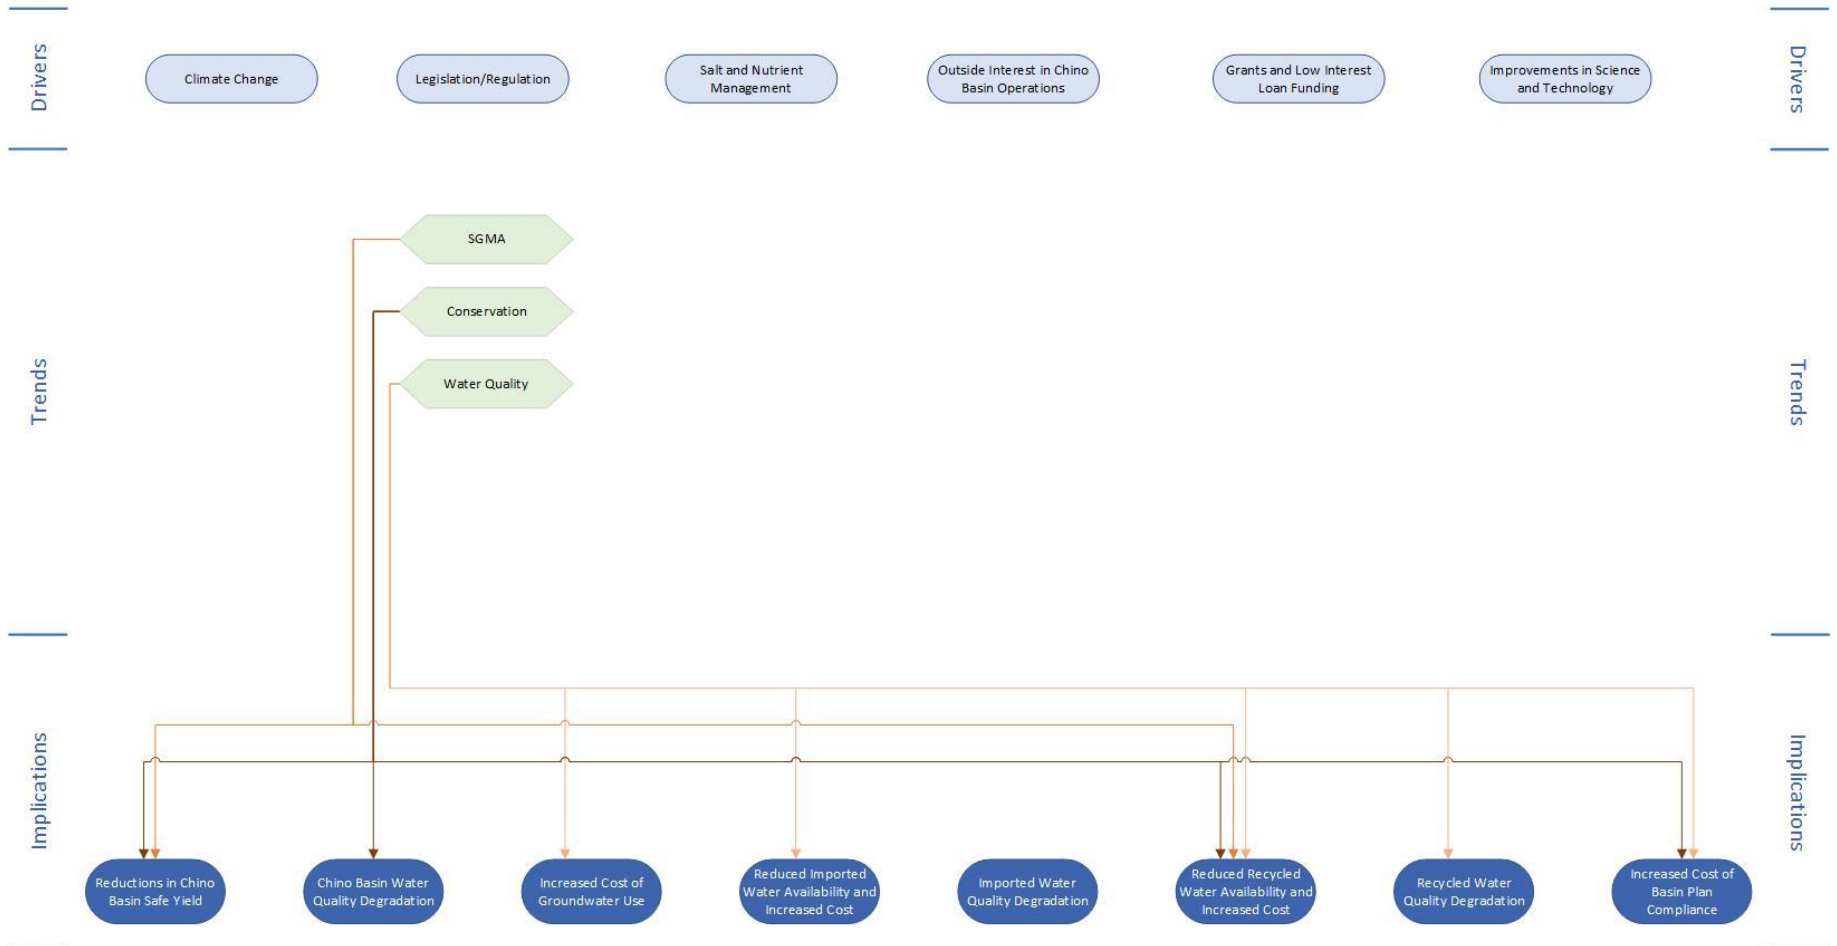 Drivers
Climate Change
Legislation/Regulation
Salt and Nutrient
Management
Outside Interest in Chino
Basin Operations
Grants and Low Interest
Loan Funding
Improvements in Science
and Technology
Drivers
Trends
SGMA
Conservation
Water Quality
Trends
Implications
Reductions in Chino
Basin Safe Yield
Chino Basin Water
Quality Degradation
Increased Cost of
Groundwater Use
Reduced Imported
Water Availability and
Increased Cost
Imported Water
Quality Degradation
Reduced Recycled
Water Availability and
Increased Cost
Recycled Water
Quality Degradation
Increased Cost of
Basin Plan
Compliance
Implications